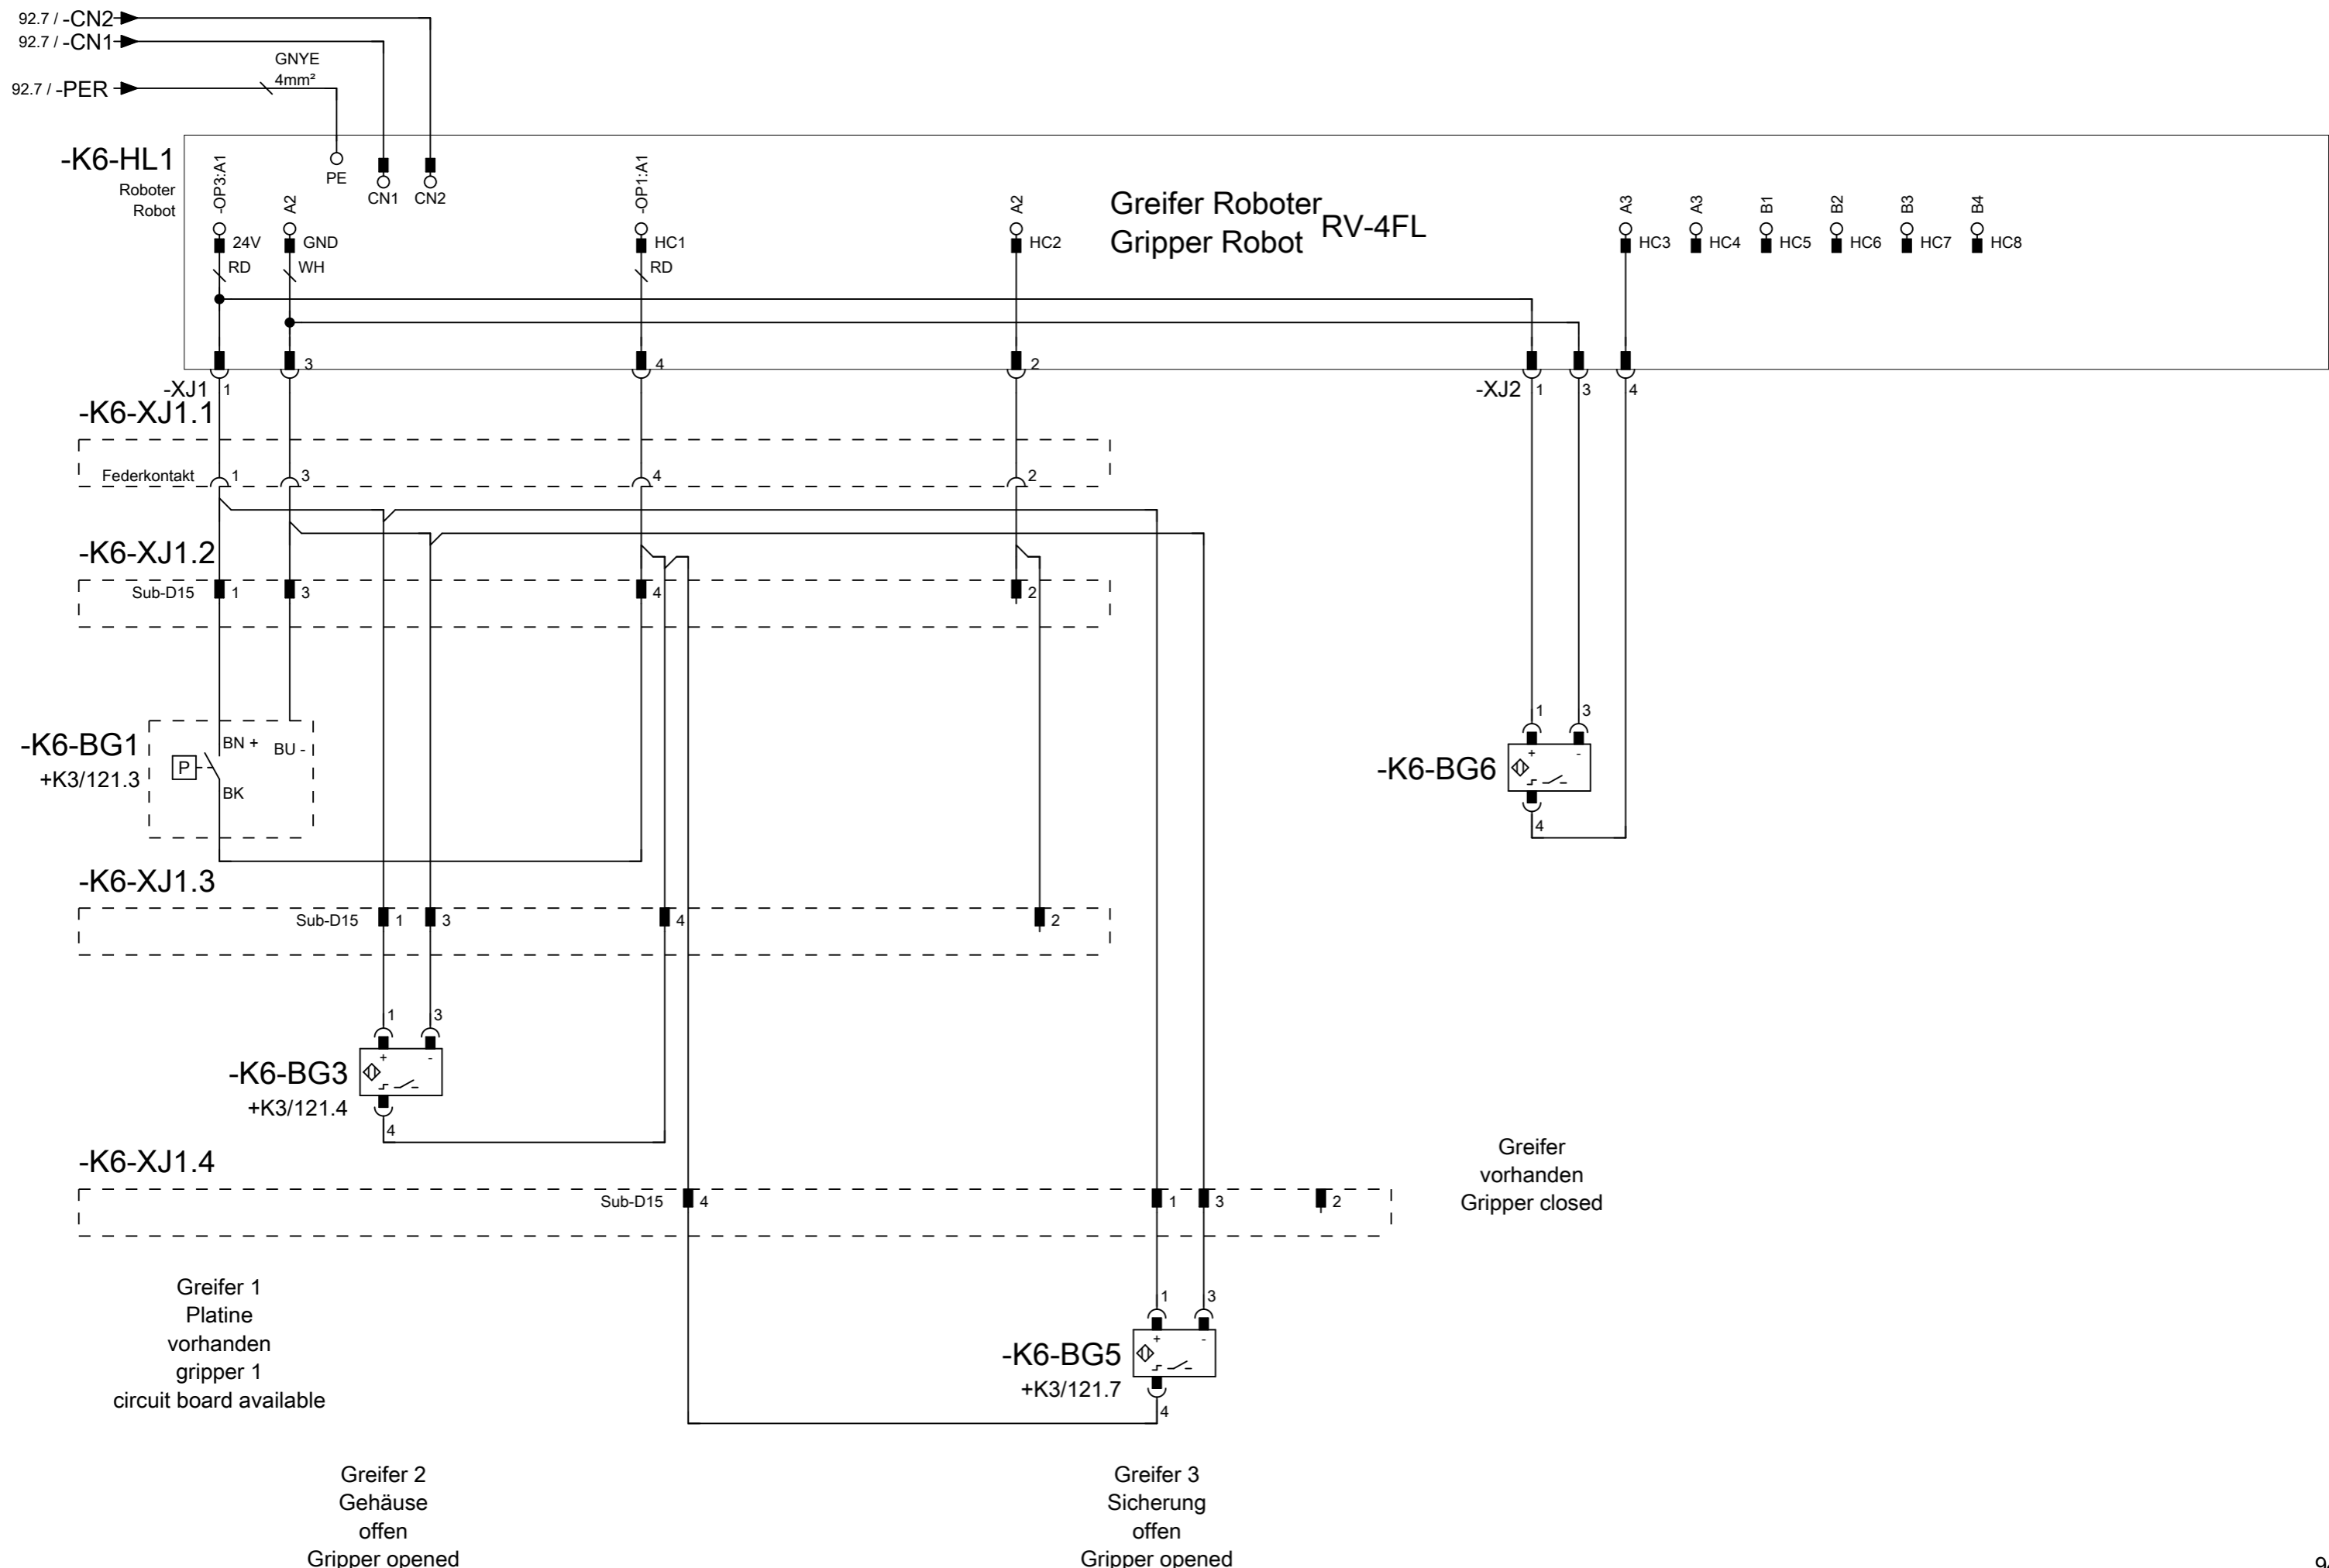 92.7 / -CN2
92.7 / -CN1
GNYE
4mm²
92.7 / -PER
-K6-HL1
Roboter
Robot
-OP3:A1
A2
PE
CN1
CN2
-OP1:A1
A2
Greifer Roboter
Gripper Robot
RV-4FL
A3
A3
B1
B2
B3
B4
24V
GND
HC1
HC2
HC3
HC4
HC5
HC6
HC7
HC8
RD
WH
RD
3
4
2
-XJ1
1
-XJ2
1
3
4
-K6-XJ1.1
Federkontakt
1
3
4
2
-K6-XJ1.2
Sub-D15
1
3
4
2
-K6-BG1
+K3/121.3
P
BN +
BU -
BK
1
3
-K6-BG6
+
-
4
-K6-XJ1.3
Sub-D15
1
3
4
2
1
3
-K6-BG3
+K3/121.4
+
-
4
Greifer
vorhanden
Gripper closed
-K6-XJ1.4
Sub-D15
4
1
3
2
Greifer 1
Platine
vorhanden
gripper 1
circuit board available
1
3
-K6-BG5
+K3/121.7
+
-
4
Greifer 2
Gehäuse
offen
Gripper opened
Greifer 3
Sicherung
offen
Gripper opened